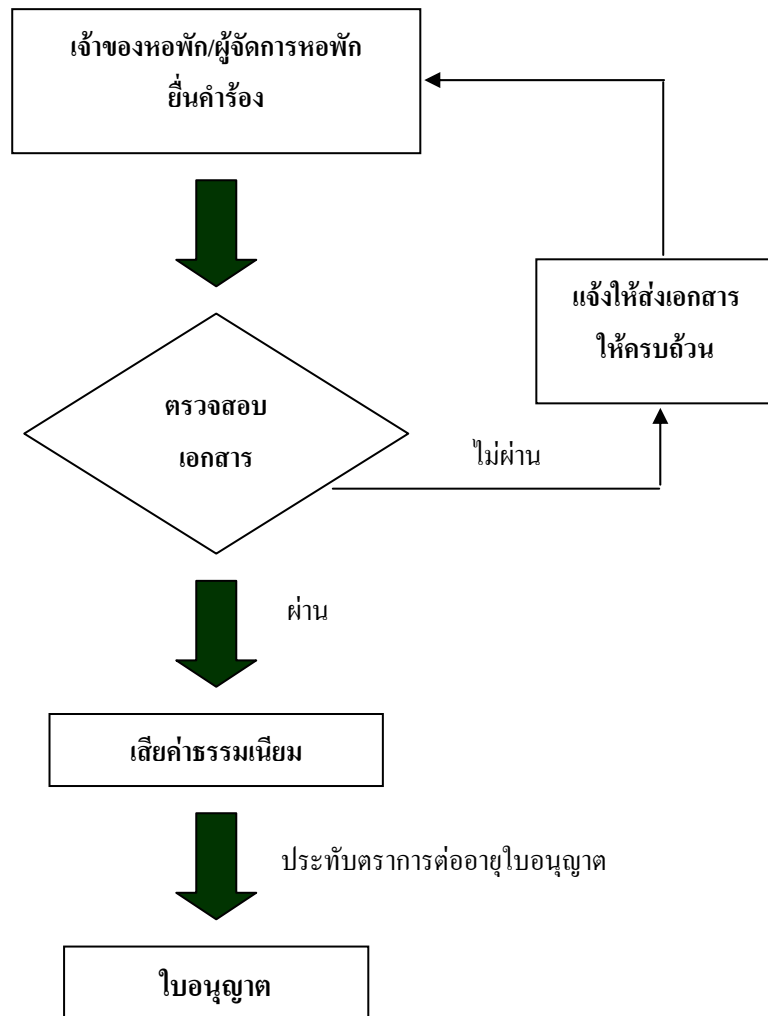 เจ้าของหอพัก/ผู้จัดการหอพัก
ยื่นคำร้อง
แจ้งให้ส่งเอกสาร
ให้ครบถ้วน
ตรวจสอบ
เอกสาร
ไม่ผ่าน
ผ่าน
เสียค่าธรรมเนียม
ประทับตราการต่ออายุใบอนุญาต
ใบอนุญาต